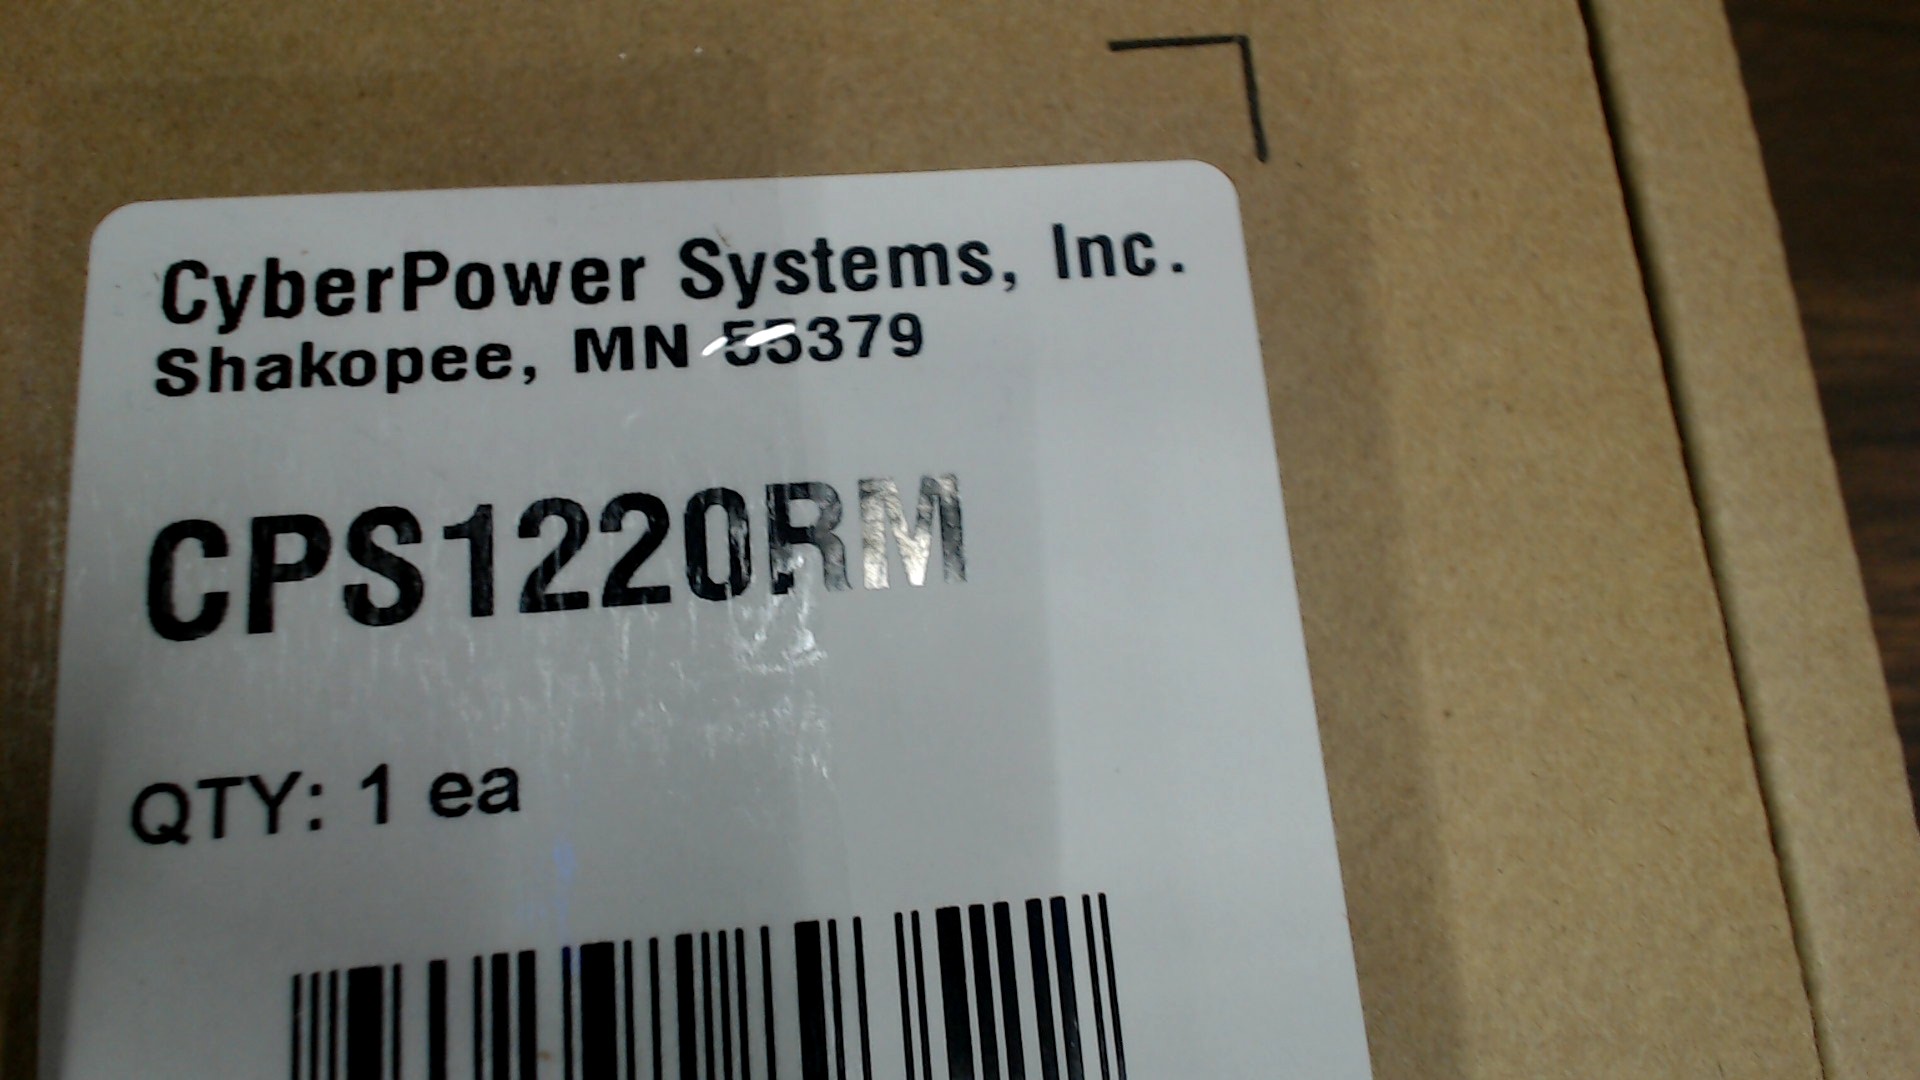 CyberPower Systems, Inc.
Shakopee, MN 55379
CPS1220RM
QTY: 1 ea